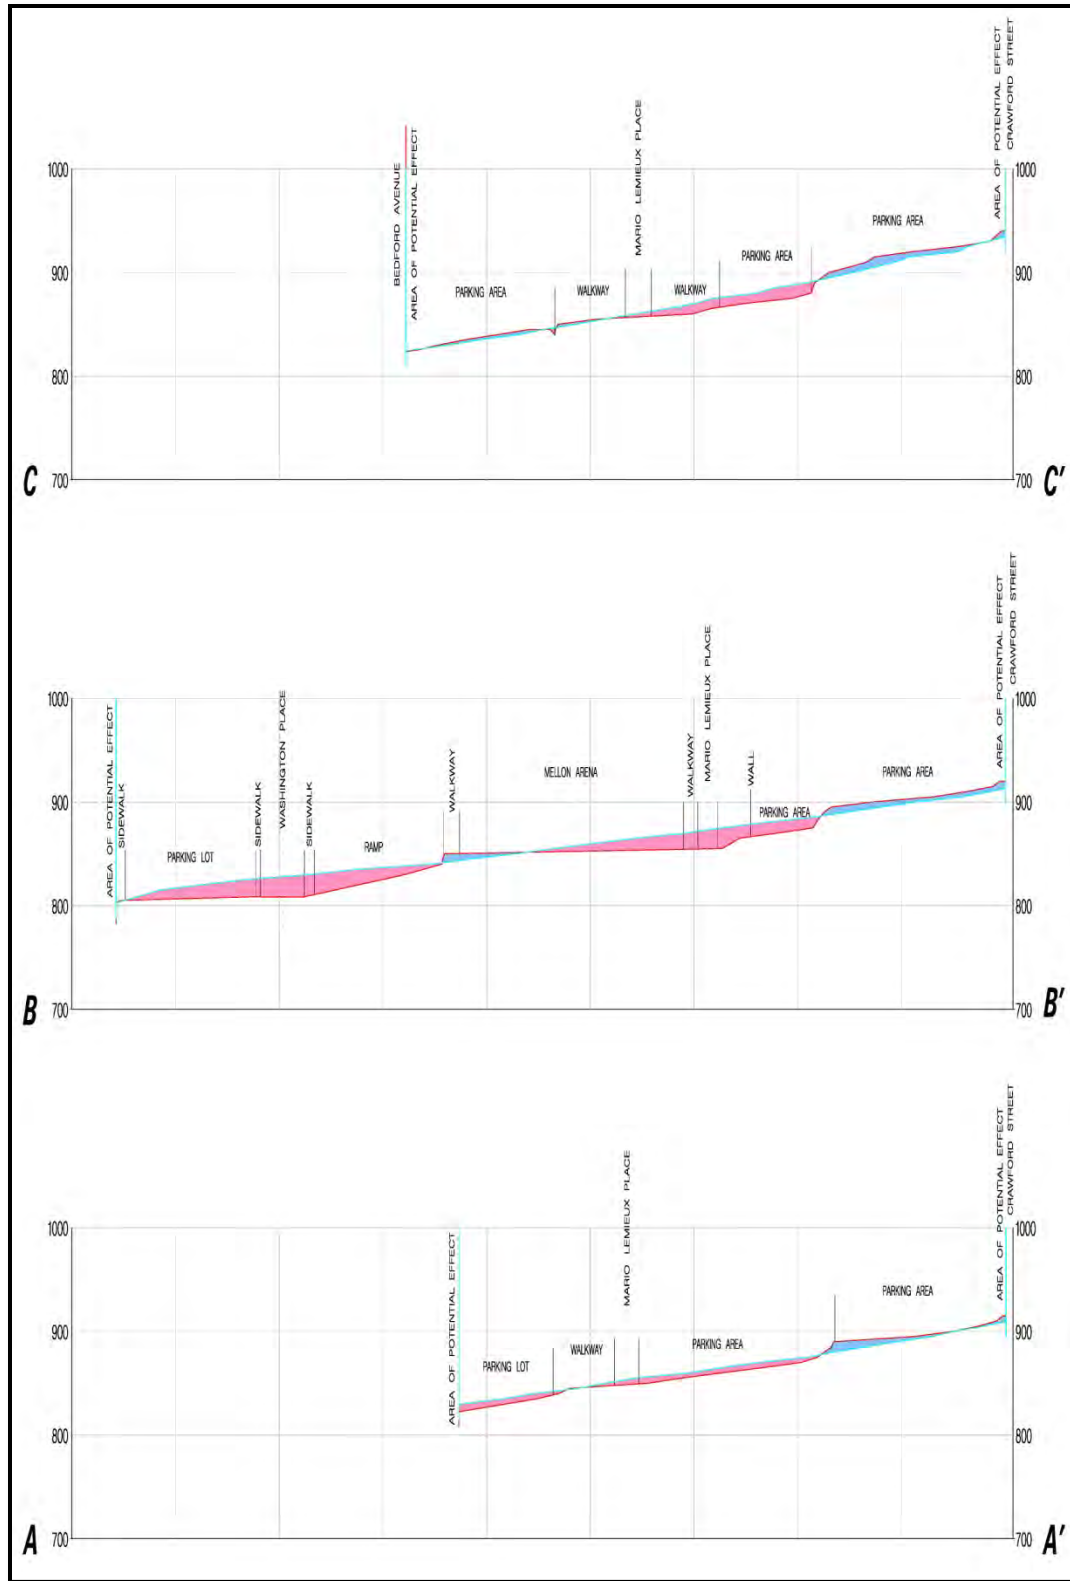 BEDFORD AVENUE
AREA OF POTENTIAL EFFECT
MARIO LEMIEUX PLACE
AREA OF POTENTIAL EFFECT
CRAWFORD STREET
1000
1000
PARKING AREA
PARKING AREA
900
900
PARKING AREA
WALKWAY
WALKWAY
800
800
C
700
700
C'
AREA OF POTENTIAL EFFECT
SIDEWALK
SIDEWALK
WASHINGTON PLACE
SIDEWALK
WALKWAY
WALKWAY
MARIO LEMIEUX PLACE
WALL
AREA OF POTENTIAL EFFECT
CRAWFORD STREET
1000
1000
MELLON ARENA
PARKING AREA
900
900
PARKING AREA
RAMP
PARKING LOT
800
800
B
700
700
B'
AREA OF POTENTIAL EFFECT
MARIO LEMIEUX PLACE
AREA OF POTENTIAL EFFECT
CRAWFORD STREET
1000
1000
PARKING AREA
900
900
PARKING AREA
WALKWAY
PARKING LOT
800
800
A
700
700
A'